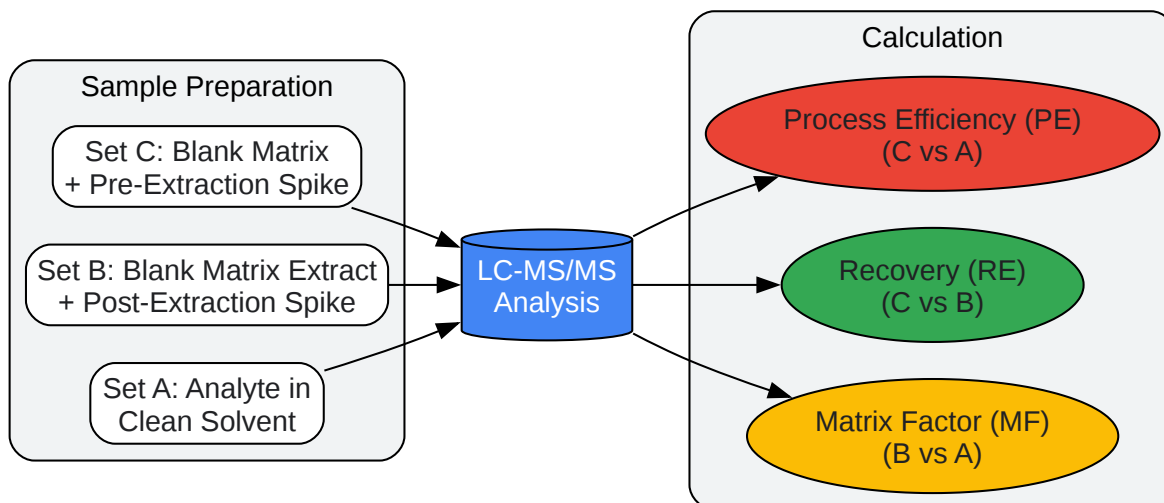 Sample Preparation
Set C: Blank Matrix
+ Pre-Extraction Spike
Set B: Blank Matrix Extract
+ Post-Extraction Spike
Set A: Analyte in
Clean Solvent
LC-MS/MS
Analysis
Calculation
Process Efficiency (PE)
(C vs A)
Recovery (RE)
(C vs B)
Matrix Factor (MF)
(B vs A)